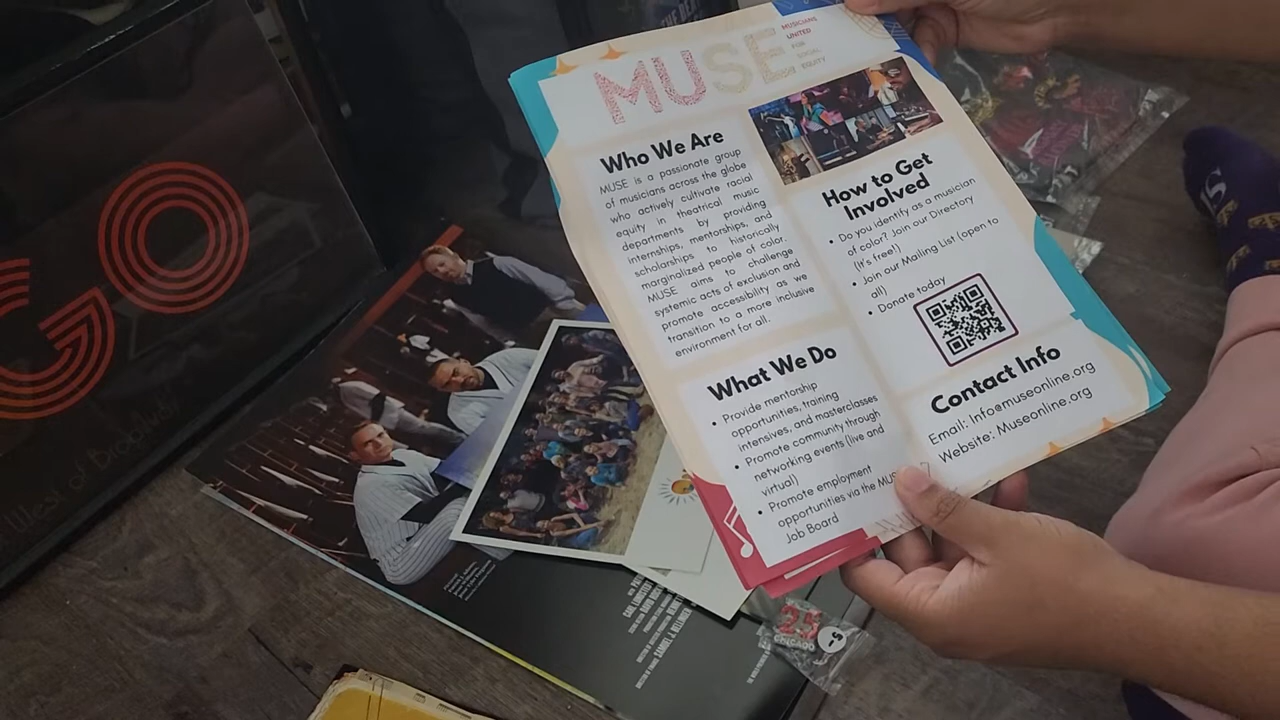 MUSE
MUSICIANS
UNITED
FOR
SOCIAL
EQUITY
Who We Are
MUSE is a passionate group
of musicians across the globe
who actively cultivate racial
equity in theatrical music
departments by providing
internships, mentorships, and
scholarships to historically
marginalized people of color.
MUSE aims to challenge
systemic acts of exclusion and
promote accessibility as we
transition to a more inclusive
environment for all.
What We Do
• Provide mentorship
opportunities, training
intensives, and masterclasses
• Promote community through
networking events (live and
virtual)
• Promote employment
opportunities via the MUS
Job Board
How to Get
Involved
• Do you identify as a musician
of color? Join our Directory
(It's free!)
• Join our Mailing List (open to
all)
• Donate today
Contact Info
Email: Info@museonline.org
Website: Museonline.org
GO
of Broadway
25
CHICAGO